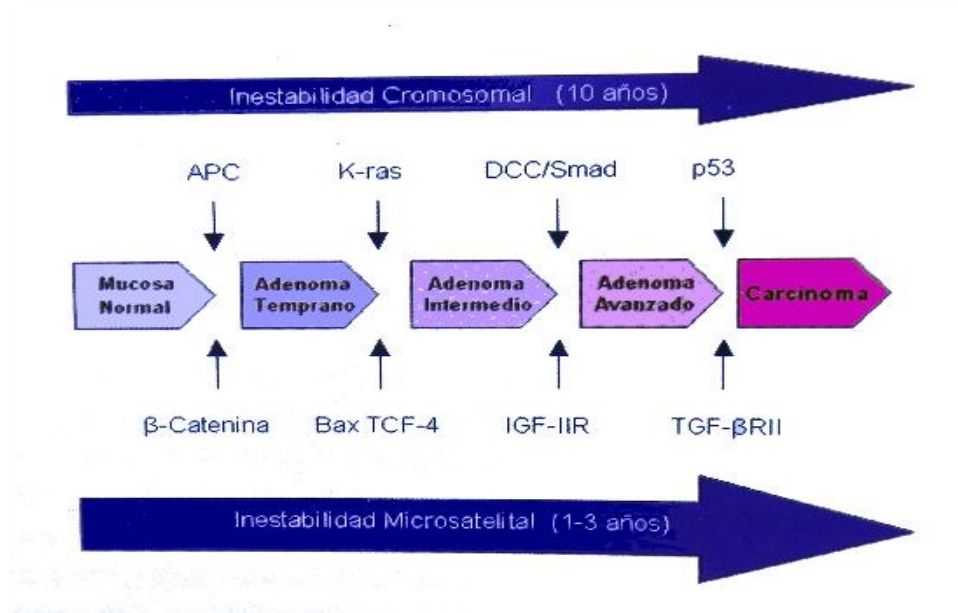 Inestabilidad Cromosomal (10 años)
APC K-ras DCC/Smad p53
Mucosa Normal
Adenoma Temprano
Adenoma Intermedio
Adenoma Avanzado
Carcinoma
β-Catenina Bax TCF-4 IGF-IIR TGF-βRII
Inestabilidad Microsatelital (1-3 años)